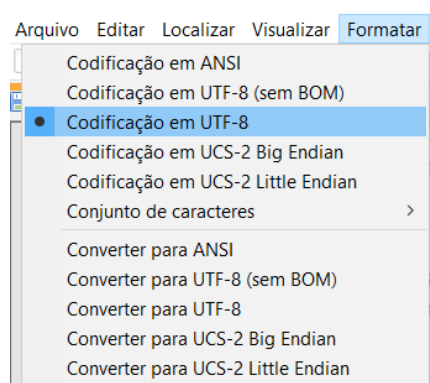 Arquivo Editar Localizar Visualizar Formatar
Codificação em ANSI
Codificação em UTF-8 (sem BOM)
Codificação em UTF-8
Codificação em UCS-2 Big Endian
Codificação em UCS-2 Little Endian
Conjunto de caracteres
Converter para ANSI
Converter para UTF-8 (sem BOM)
Converter para UTF-8
Converter para UCS-2 Big Endian
Converter para UCS-2 Little Endian